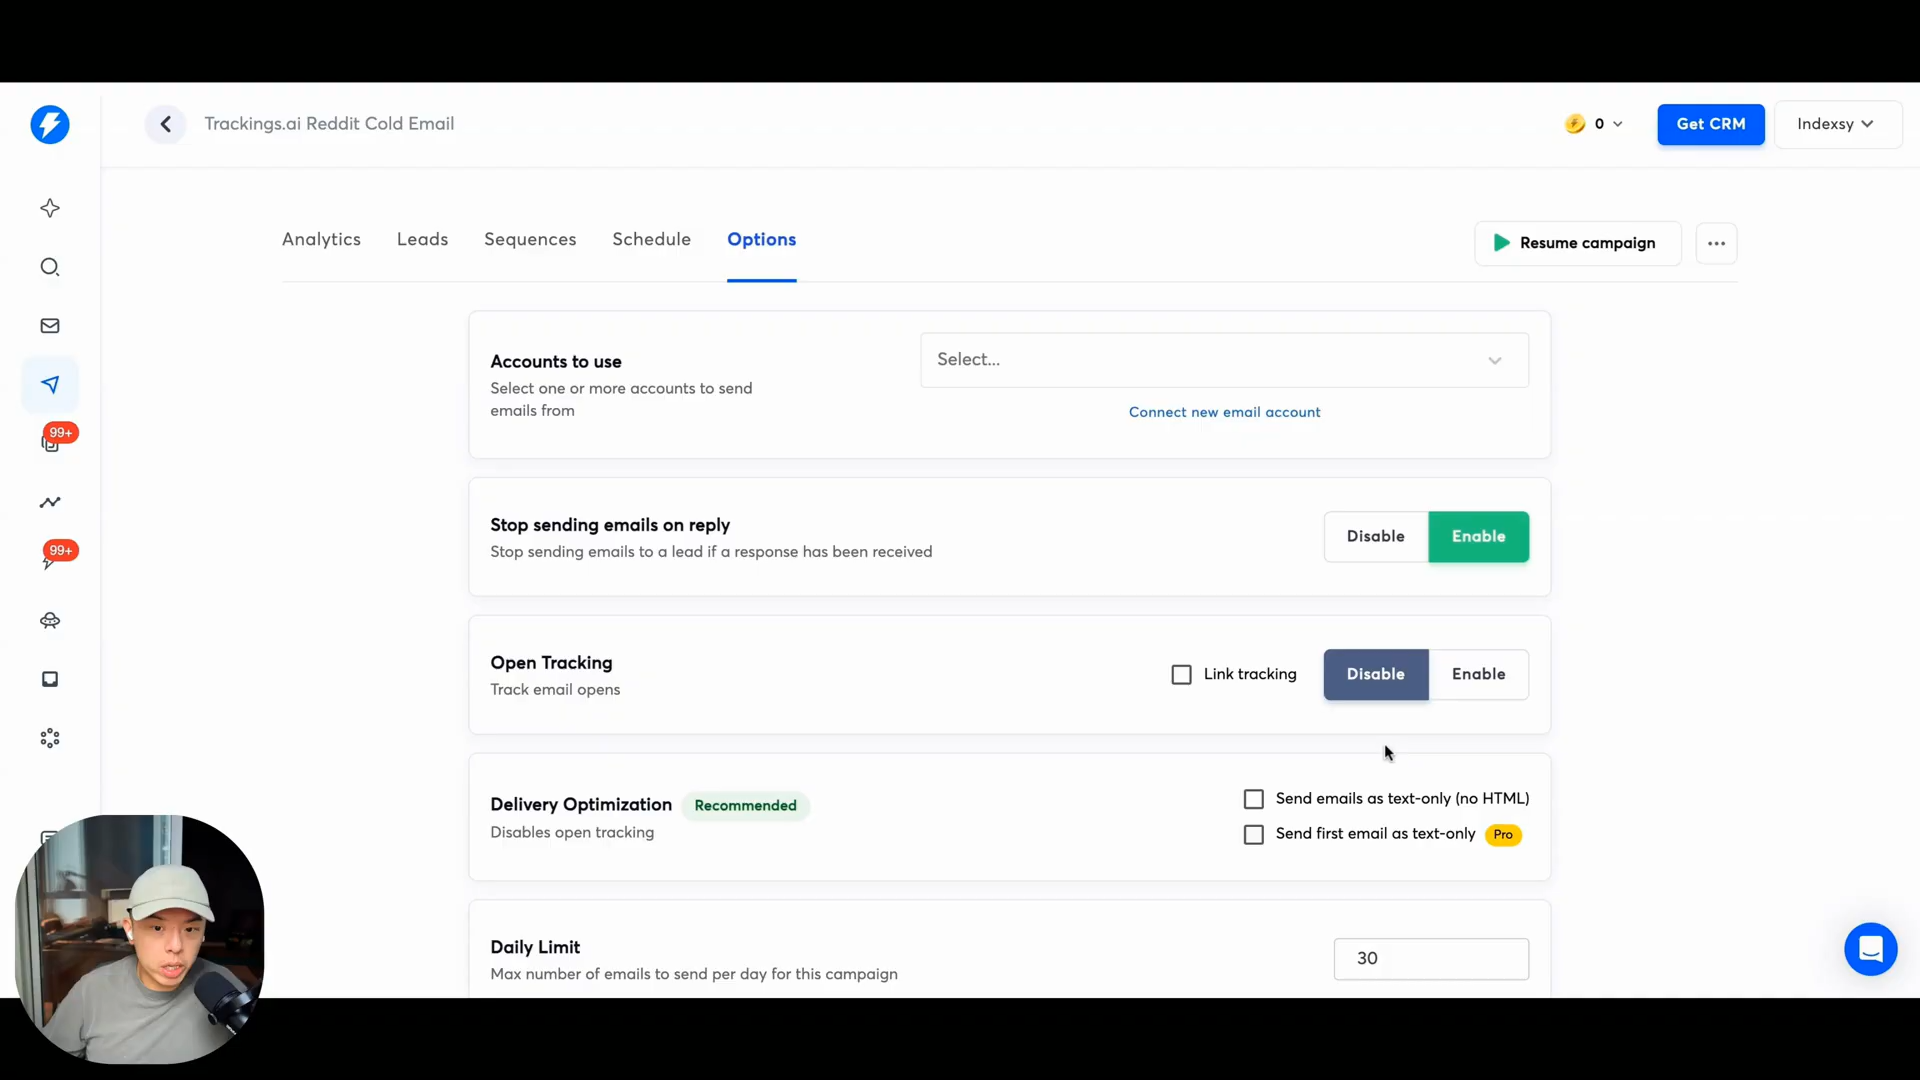 Trackings.ai Reddit Cold Email
0
Get CRM
Indexsy
Analytics
Leads
Sequences
Schedule
Options
Resume campaign
Accounts to use
Select one or more accounts to send
emails from
Select...
Connect new email account
99+
Stop sending emails on reply
Stop sending emails to a lead if a response has been received
Disable
Enable
99+
Open Tracking
Track email opens
Link tracking
Disable
Enable
Delivery Optimization
Recommended
Disables open tracking
Send emails as text-only (no HTML)
Send first email as text-only
Pro
Daily Limit
Max number of emails to send per day for this campaign
30